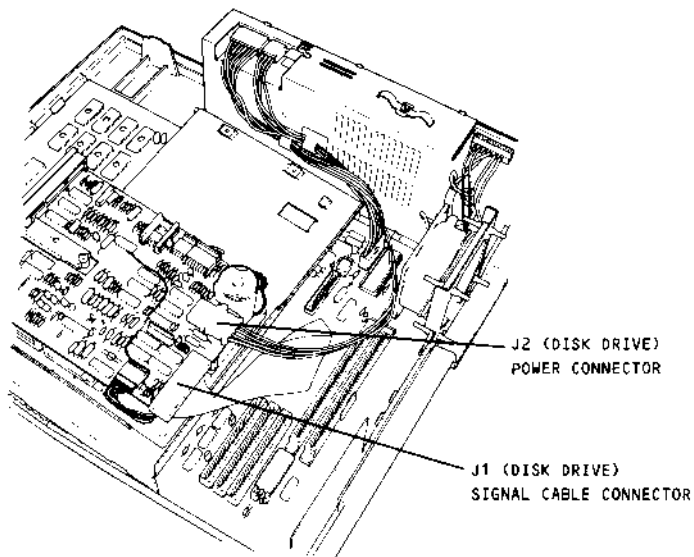 J2 (DISK DRIVE)
POWER CONNECTOR
J1 (DISK DRIVE)
SIGNAL CABLE CONNECTOR